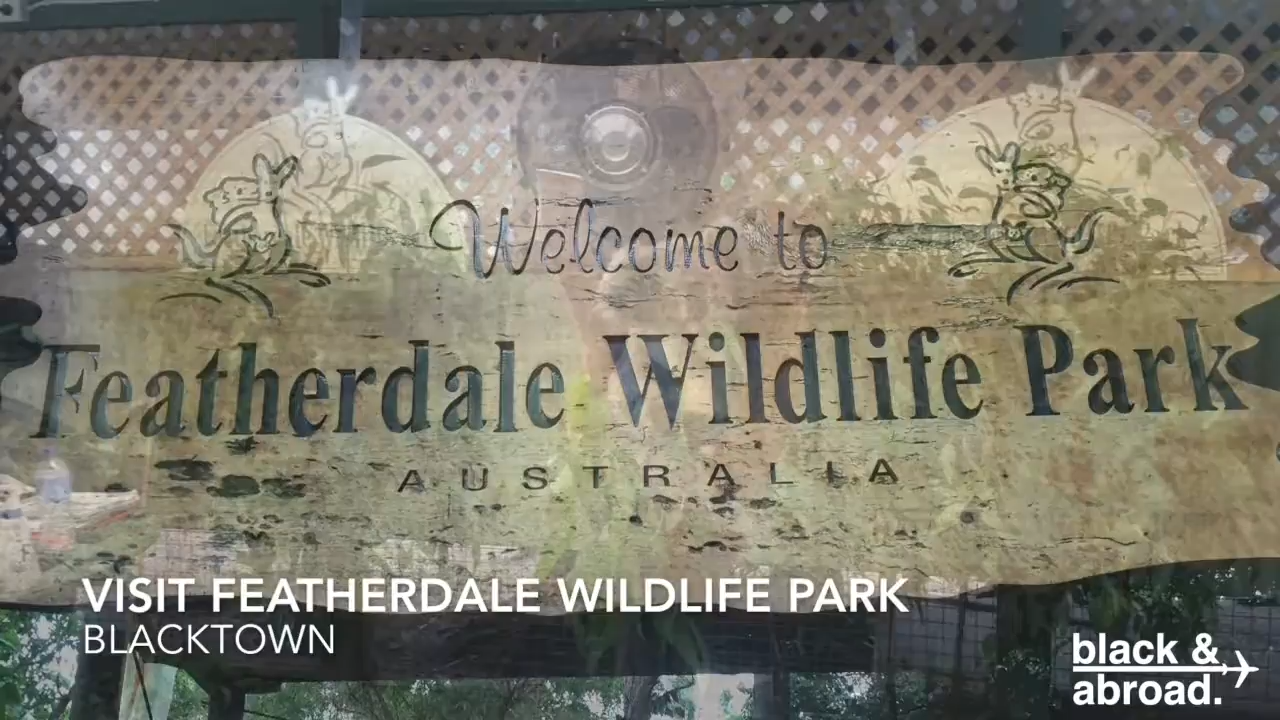 Welcome to
Featherdale Wildlife Park
AUSTRALIA
VISIT FEATHERDALE WILDLIFE PARK
BLACKTOWN
black &
abroad.